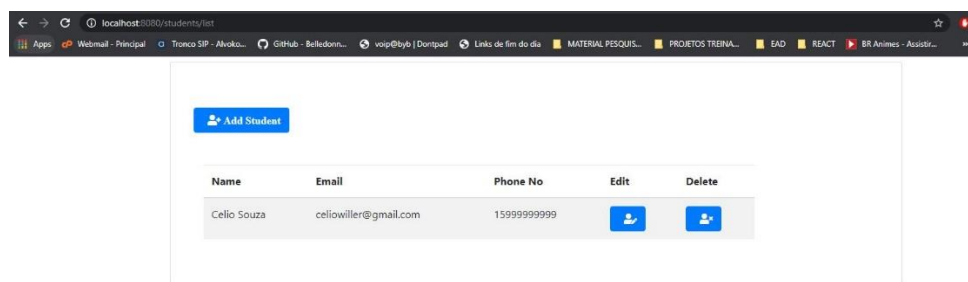 localhost:8080/students/list
Apps Webmail - Principal Tronco SIP - Alvoko... GitHub - Belledonn... voip@byb | Dontpad Links de fim do dia MATERIAL PESQUIS... PROJETOS TREINA... EAD REACT BR Animes - Assistir...
Add Student
Name Email Phone No Edit Delete
Celio Souza celiowiller@gmail.com 15999999999